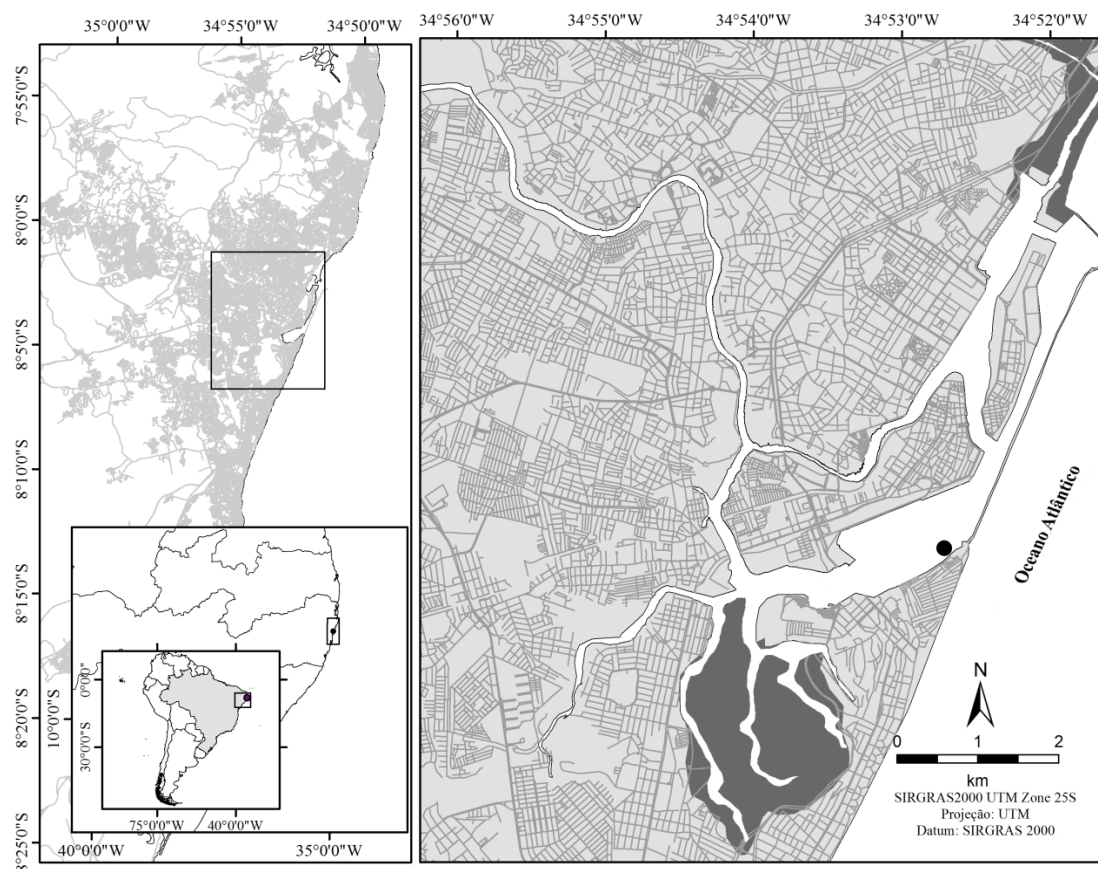 35°0'0"W 34°55'0"W 34°50'0"W
7°55'0"S
8°0'0"S
8°5'0"S
8°10'0"S
8°15'0"S
8°20'0"S
8°25'0"S
10°0'0"S
0°0'0"
30°0'0"S
75°0'0"W 40°0'0"W
40°0'0"W 35°0'0"W
34°56'0"W 34°55'0"W 34°54'0"W 34°53'0"W 34°52'0"W
Oceano Atlântico
N
0 1 2
km
SIRGRAS2000 UTM Zone 25S
Projeção: UTM
Datum: SIRGRAS 2000